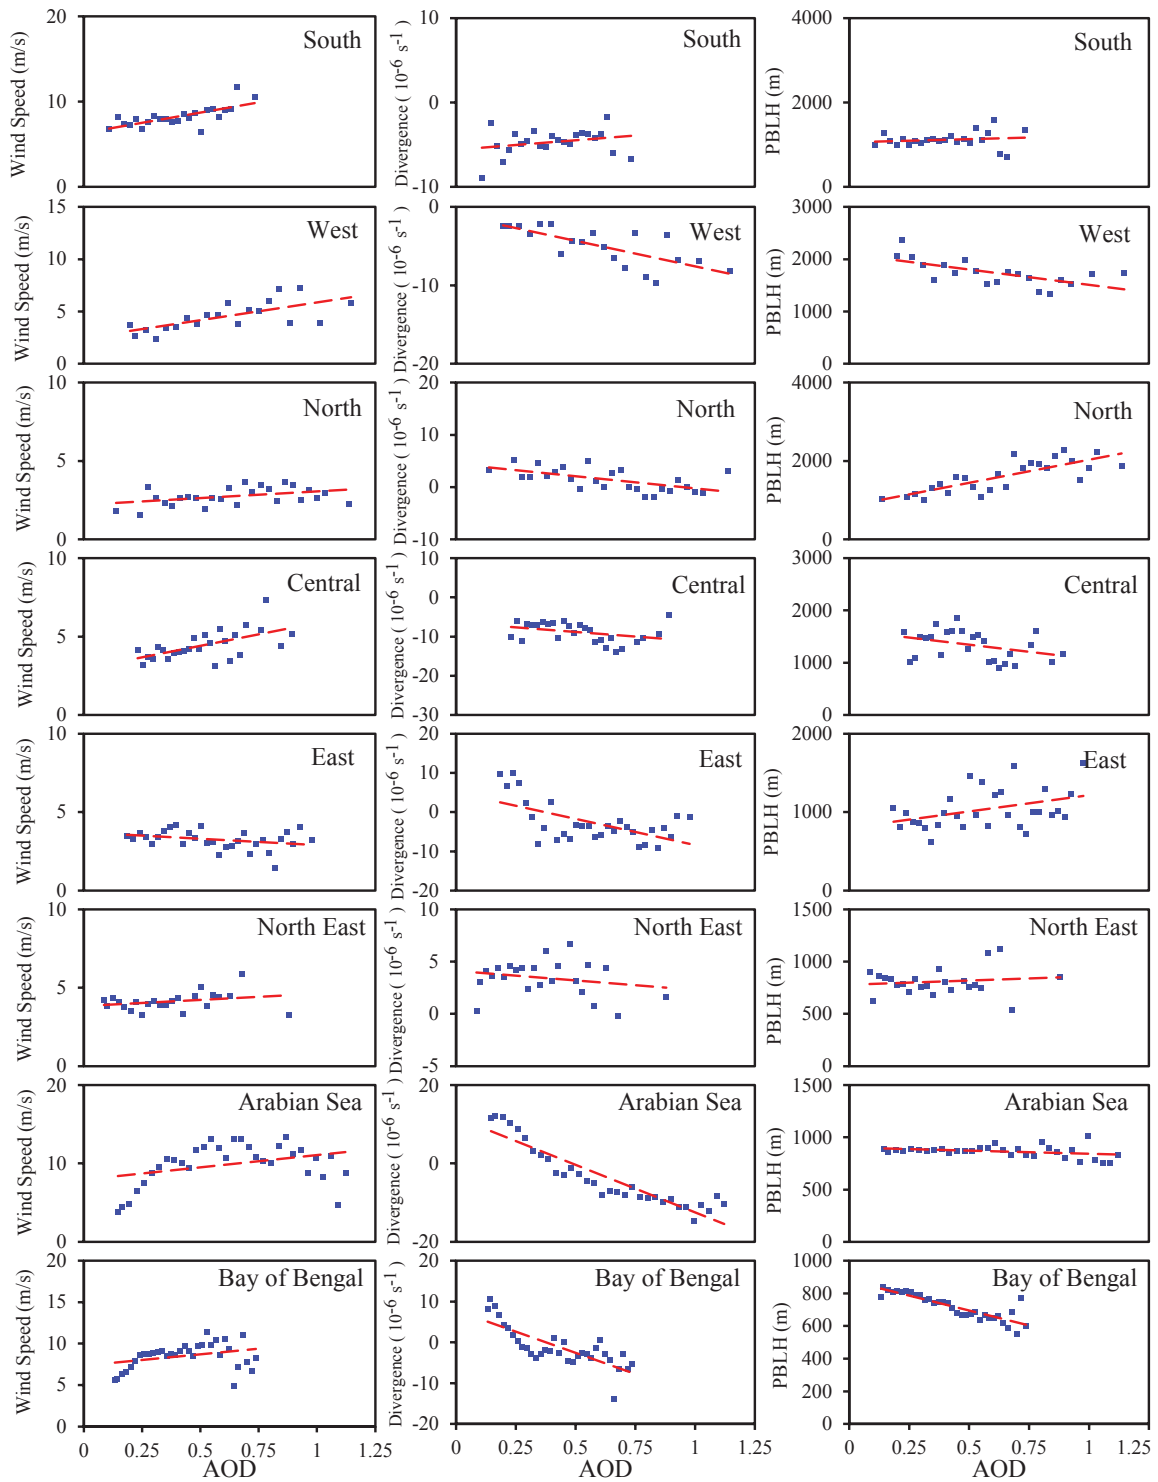 20
10
0
Wind Speed (m/s)
South
10
0
-10
Divergence ( 10-6 s-1)
South
4000
2000
0
PBLH (m)
South
15
10
5
0
Wind Speed (m/s)
West
0
-10
-20
Divergence ( 10-6 s-1 )
West
3000
2000
1000
0
PBLH (m)
West
10
5
0
Wind Speed (m/s)
North
20
10
0
-10
Divergence ( 10-6 s-1 )
North
4000
2000
0
PBLH (m)
North
10
5
0
Wind Speed (m/s)
Central
10
0
-10
-20
-30
Divergence ( 10-6 s-1 )
Central
3000
2000
1000
0
PBLH (m)
Central
10
5
0
Wind Speed (m/s)
East
20
10
0
-10
-20
Divergence ( 10-6 s-1 )
East
2000
1000
0
PBLH (m)
East
10
5
0
Wind Speed (m/s)
North East
10
5
0
-5
Divergence ( 10-6 s-1 )
North East
1500
1000
500
0
PBLH (m)
North East
20
10
0
Wind Speed (m/s)
Arabian Sea
20
0
-20
Divergence ( 10-6 s-1 )
Arabian Sea
1500
1000
500
0
PBLH (m)
Arabian Sea
20
15
10
5
0
Wind Speed (m/s)
Bay of Bengal
20
10
0
-10
-20
Divergence ( 10-6 s-1)
Bay of Bengal
1000
800
600
400
200
0
PBLH (m)
Bay of Bengal
0 0.25 0.5 0.75 1 1.25
AOD
0 0.25 0.5 0.75 1 1.25
AOD
0 0.25 0.5 0.75 1 1.25
AOD